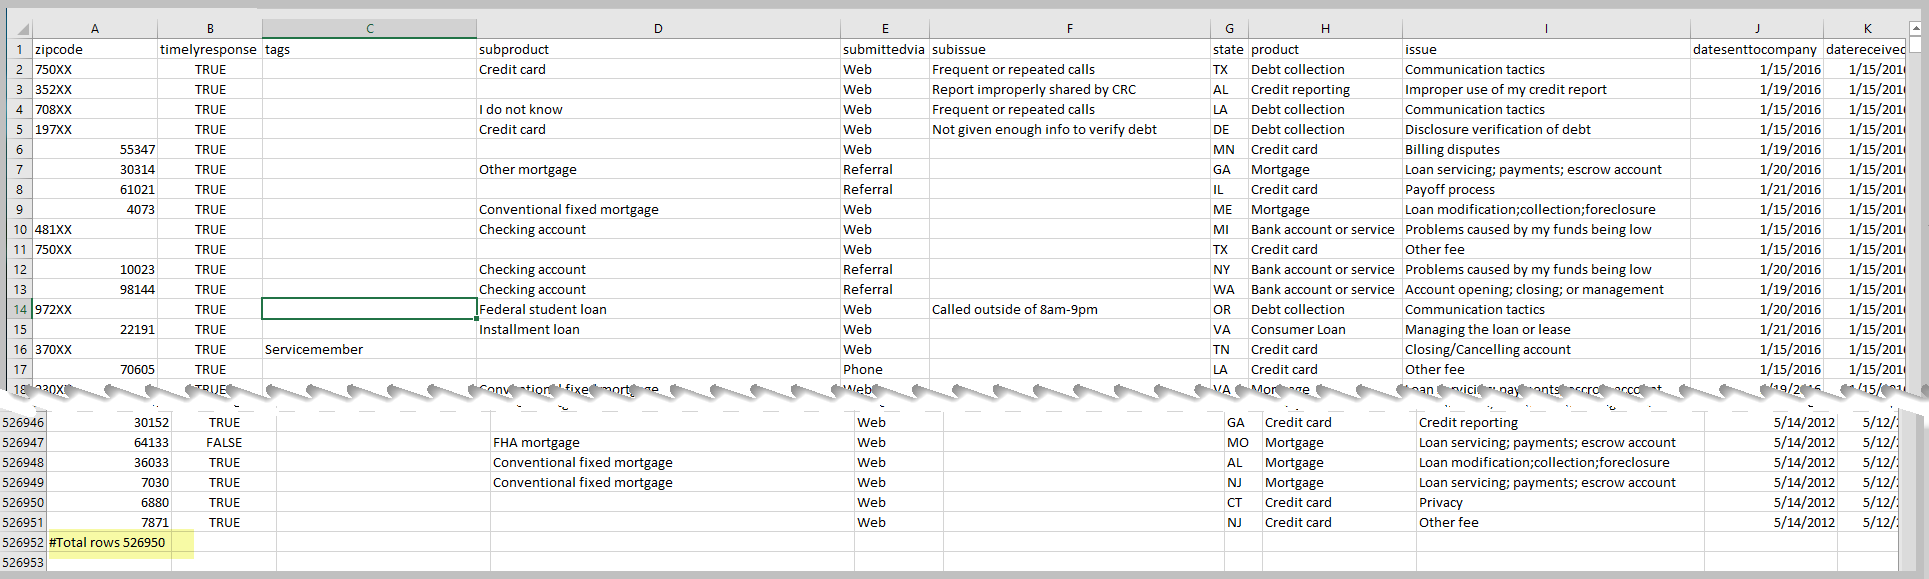 A B C D E F G H I J K
1 zipcode timelyresponse tags subproduct submittedvia subissue state product issue datesenttocompany datereceived
2 750XX TRUE Credit card Web Frequent or repeated calls TX Debt collection Communication tactics 1/15/2016 1/15/201
3 352XX TRUE Web Report improperly shared by CRC AL Credit reporting Improper use of my credit report 1/19/2016 1/15/201
4 708XX TRUE I do not know Web Frequent or repeated calls LA Debt collection Communication tactics 1/15/2016 1/15/201
5 197XX TRUE Credit card Web Not given enough info to verify debt DE Debt collection Disclosure verification of debt 1/15/2016 1/15/201
6 55347 TRUE Web MN Credit card Billing disputes 1/19/2016 1/15/201
7 30314 TRUE Other mortgage Referral GA Mortgage Loan servicing; payments; escrow account 1/20/2016 1/15/201
8 61021 TRUE Referral IL Credit card Payoff process 1/21/2016 1/15/201
9 4073 TRUE Conventional fixed mortgage Web ME Mortgage Loan modification;collection;foreclosure 1/15/2016 1/15/201
10 481XX TRUE Checking account Web MI Bank account or service Problems caused by my funds being low 1/15/2016 1/15/201
11 750XX TRUE Web TX Credit card Other fee 1/15/2016 1/15/201
12 10023 TRUE Checking account Referral NY Bank account or service Problems caused by my funds being low 1/20/2016 1/15/201
13 98144 TRUE Checking account Referral WA Bank account or service Account opening; closing; or management 1/19/2016 1/15/201
14 972XX TRUE Federal student loan Web Called outside of 8am-9pm OR Debt collection Communication tactics 1/20/2016 1/15/201
15 22191 TRUE Installment loan Web VA Consumer Loan Managing the loan or lease 1/21/2016 1/15/201
16 370XX TRUE Servicemember Web TN Credit card Closing/Cancelling account 1/15/2016 1/15/201
17 70605 TRUE Phone LA Credit card Other fee 1/15/2016 1/15/201
18 TRUE Conventional fixed mortgage Web VA Mortgage Loan servicing; payments; escrow account
526946 30152 TRUE Web GA Credit card Credit reporting 5/14/2012 5/12/
526947 64133 FALSE FHA mortgage Web MO Mortgage Loan servicing; payments; escrow account 5/14/2012 5/12/
526948 36033 TRUE Conventional fixed mortgage Web AL Mortgage Loan modification;collection;foreclosure 5/14/2012 5/12/
526949 7030 TRUE Conventional fixed mortgage Web NJ Mortgage Loan servicing; payments; escrow account 5/14/2012 5/12/
526950 6880 TRUE Web CT Credit card Privacy 5/14/2012 5/12/
526951 7871 TRUE Web NJ Credit card Other fee 5/14/2012 5/12/
526952 #Total rows 526950
526953